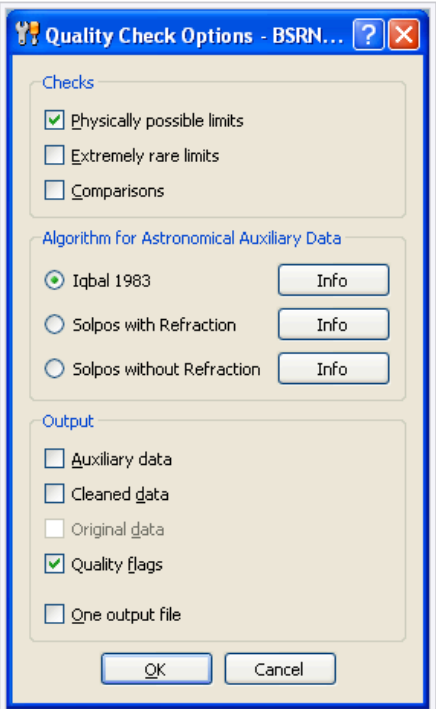 Quality Check Options - BSRN...
Checks
Physically possible limits
Extremely rare limits
Comparisons
Algorithm for Astronomical Auxiliary Data
Iqbal 1983 Info
Solpos with Refraction Info
Solpos without Refraction Info
Output
Auxiliary data
Cleaned data
Original data
Quality flags
One output file
OK Cancel